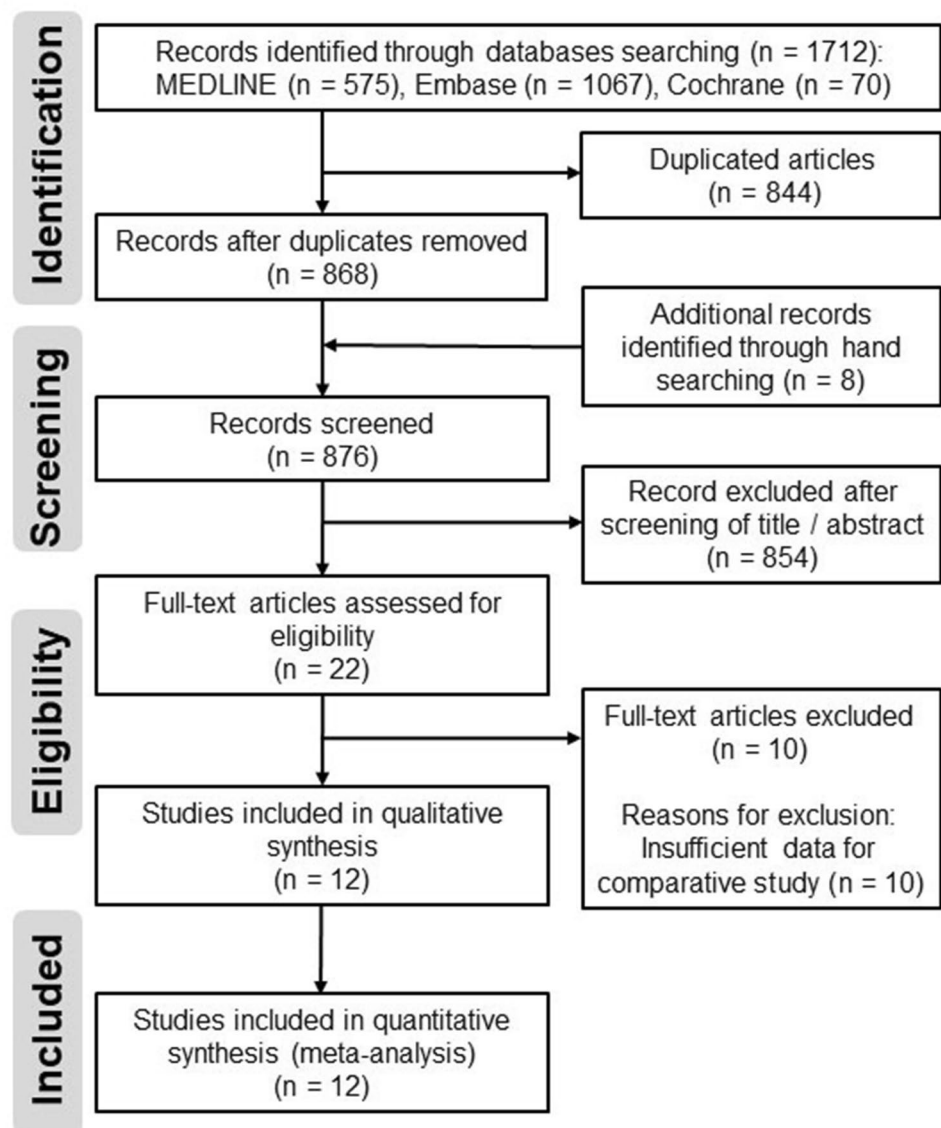 Identification
Records identified through databases searching (n = 1712):
MEDLINE (n = 575), Embase (n = 1067), Cochrane (n = 70)
Duplicated articles
(n = 844)
Records after duplicates removed
(n = 868)
Screening
Additional records
identified through hand
searching (n = 8)
Records screened
(n = 876)
Record excluded after
screening of title / abstract
(n = 854)
Eligibility
Full-text articles assessed for
eligibility
(n = 22)
Full-text articles excluded
(n = 10)
Reasons for exclusion:
Insufficient data for
comparative study (n = 10)
Studies included in qualitative
synthesis
(n = 12)
Included
Studies included in quantitative
synthesis (meta-analysis)
(n = 12)